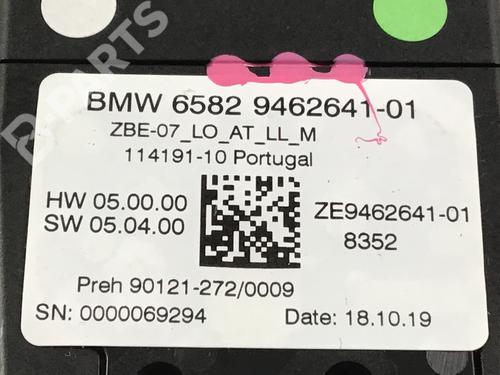 B-PARTS
BMW 6582 9462641-01
ZBE-07_LO_AT_LL_M
114191-10 Portugal
HW 05.00.00
SW 05.04.00
ZE9462641-01
8352
Preh 90121-272/0009
SN: 0000069294
Date: 18.10.19